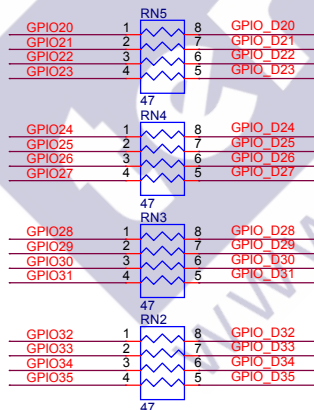 RN5
GPIO20 1 8 GPIO_D20
GPIO21 2 7 GPIO_D21
GPIO22 3 6 GPIO_D22
GPIO23 4 5 GPIO_D23
47
RN4
GPIO24 1 8 GPIO_D24
GPIO25 2 7 GPIO_D25
GPIO26 3 6 GPIO_D26
GPIO27 4 5 GPIO_D27
47
RN3
GPIO28 1 8 GPIO_D28
GPIO29 2 7 GPIO_D29
GPIO30 3 6 GPIO_D30
GPIO31 4 5 GPIO_D31
47
RN2
GPIO32 1 8 GPIO_D32
GPIO33 2 7 GPIO_D33
GPIO34 3 6 GPIO_D34
GPIO35 4 5 GPIO_D35
47